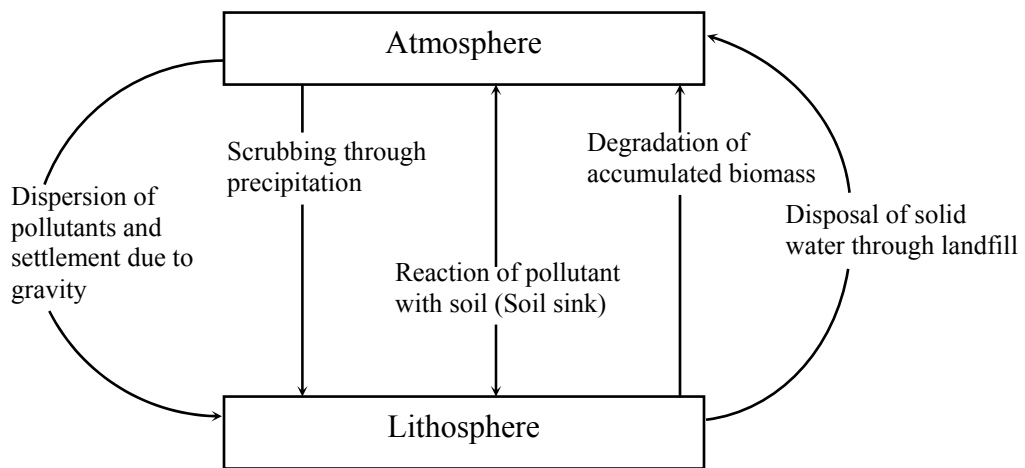 Atmosphere
Scrubbing through
precipitation
Degradation of
accumulated biomass
Dispersion of
pollutants and
settlement due to
gravity
Disposal of solid
water through landfill
Reaction of pollutant
with soil (Soil sink)
Lithosphere